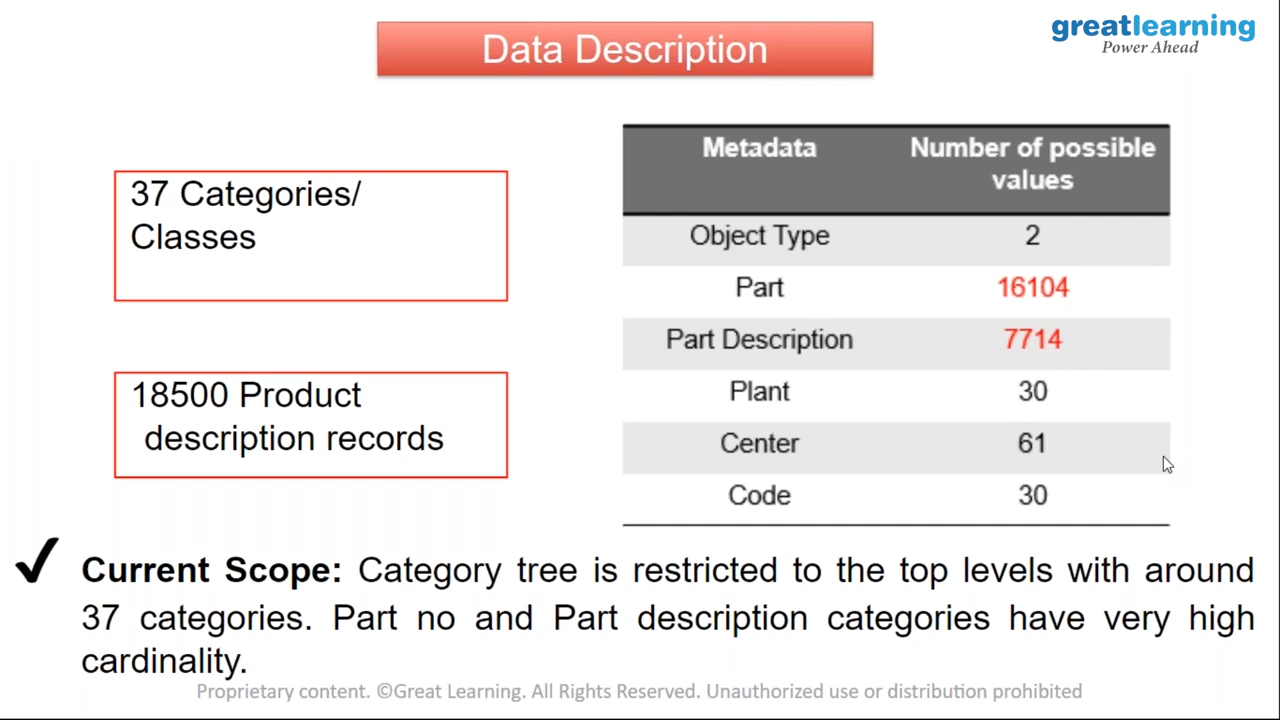 Data Description
greatlearning
Power Ahead
37 Categories/
Classes
18500 Product
description records
Metadata Number of possible
values
Object Type 2
Part 16104
Part Description 7714
Plant 30
Center 61
Code 30
Current Scope: Category tree is restricted to the top levels with around
37 categories. Part no and Part description categories have very high
cardinality.
Proprietary content. ©Great Learning. All Rights Reserved. Unauthorized use or distribution prohibited